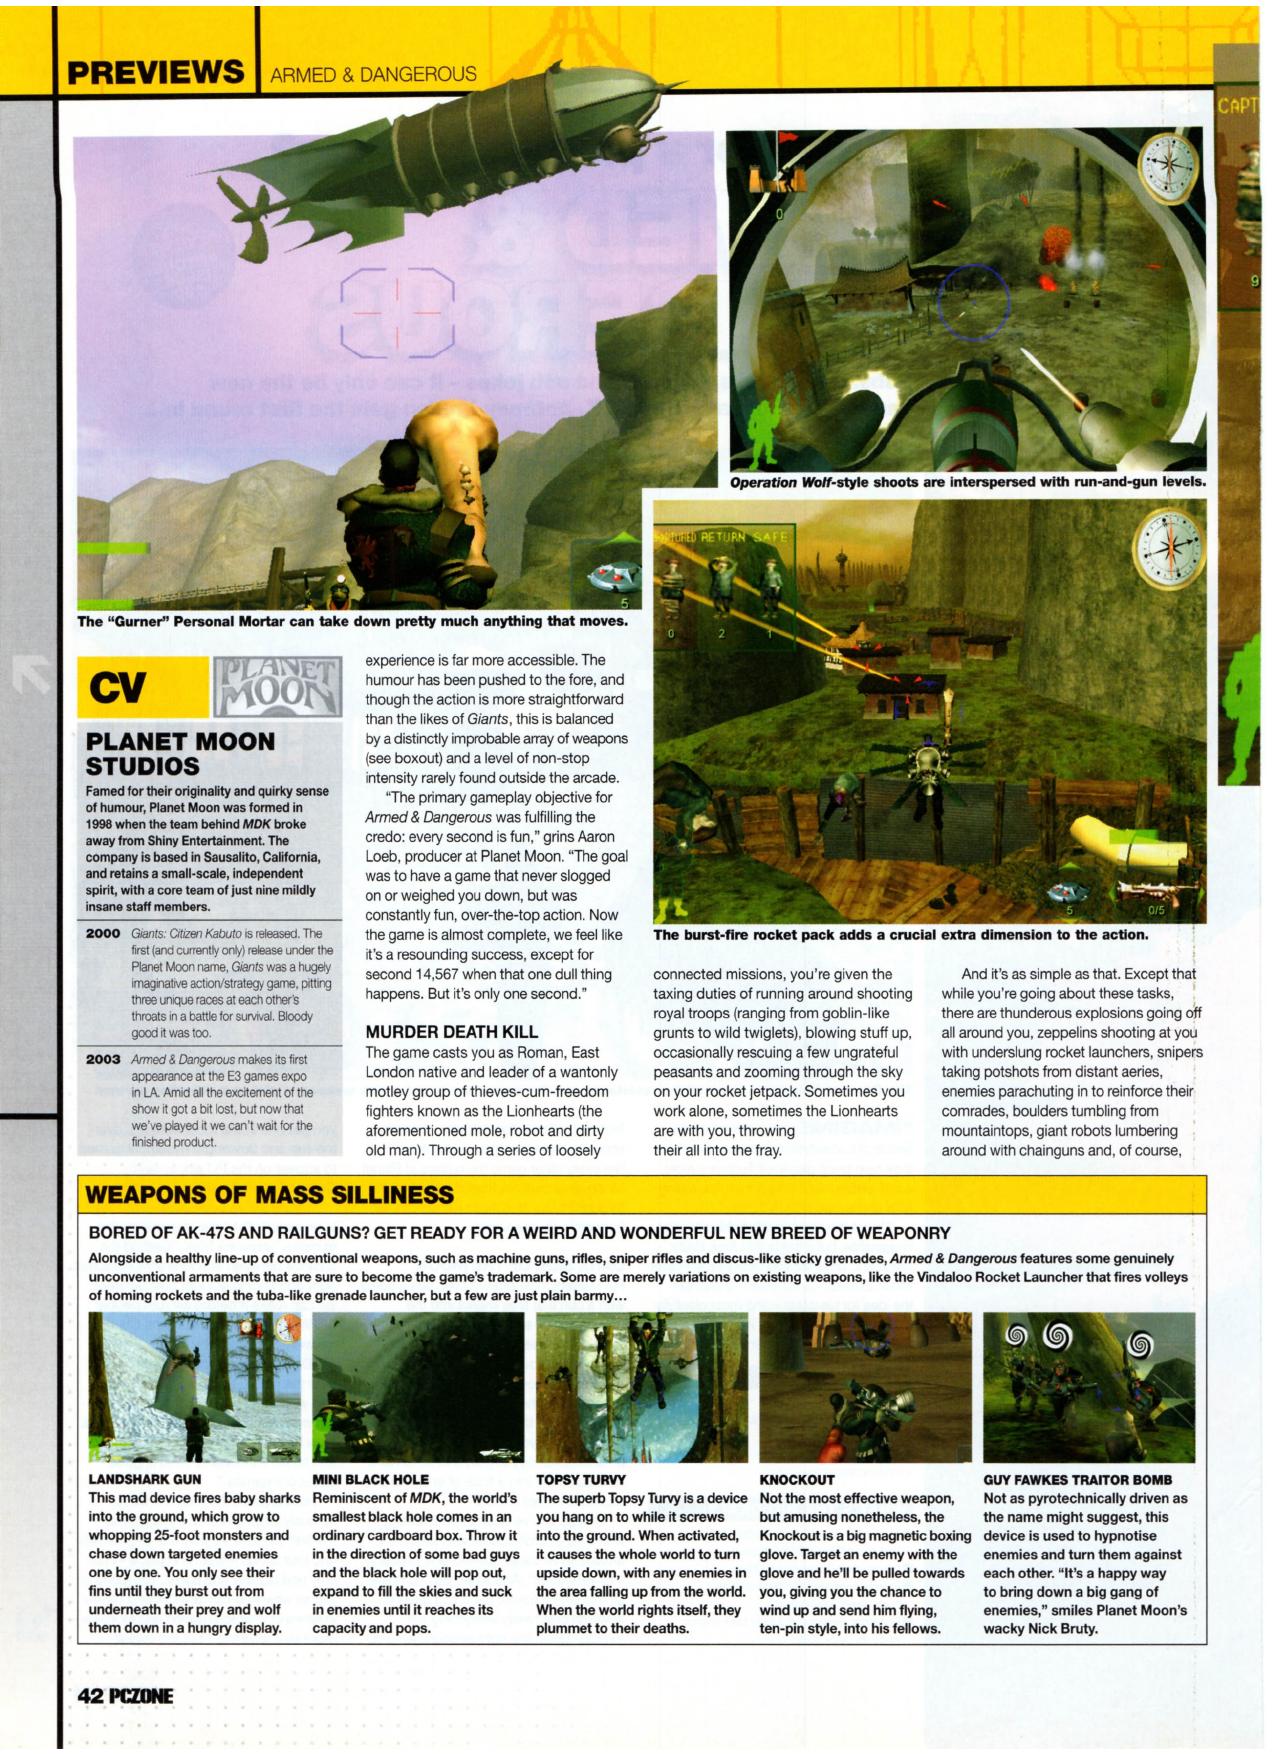 PREVIEWS
ARMED & DANGEROUS
CAPT
0
9
Operation Wolf-style shoots are interspersed with run-and-gun levels.
5
The “Gurner” Personal Mortar can take down pretty much anything that moves.
RETURN SAFE
0 2 1
5 0/5
The burst-fire rocket pack adds a crucial extra dimension to the action.
CV
PLANET MOON
PLANET MOON
STUDIOS
Famed for their originality and quirky sense
of humour, Planet Moon was formed in
1998 when the team behind MDK broke
away from Shiny Entertainment. The
company is based in Sausalito, California,
and retains a small-scale, independent
spirit, with a core team of just nine mildly
insane staff members.
2000 Giants: Citizen Kabuto is released. The
first (and currently only) release under the
Planet Moon name, Giants was a hugely
imaginative action/strategy game, pitting
three unique races at each other's
throats in a battle for survival. Bloody
good it was too.
2003 Armed & Dangerous makes its first
appearance at the E3 games expo
in LA. Amid all the excitement of the
show it got a bit lost, but now that
we've played it we can't wait for the
finished product.
experience is far more accessible. The
humour has been pushed to the fore, and
though the action is more straightforward
than the likes of Giants, this is balanced
by a distinctly improbable array of weapons
(see boxout) and a level of non-stop
intensity rarely found outside the arcade.
“The primary gameplay objective for
Armed & Dangerous was fulfilling the
credo: every second is fun,” grins Aaron
Loeb, producer at Planet Moon. “The goal
was to have a game that never slogged
on or weighed you down, but was
constantly fun, over-the-top action. Now
the game is almost complete, we feel like
it's a resounding success, except for
second 14,567 when that one dull thing
happens. But it's only one second.”
MURDER DEATH KILL
The game casts you as Roman, East
London native and leader of a wantonly
motley group of thieves-cum-freedom
fighters known as the Lionhearts (the
aforementioned mole, robot and dirty
old man). Through a series of loosely
connected missions, you're given the
taxing duties of running around shooting
royal troops (ranging from goblin-like
grunts to wild twiglets), blowing stuff up,
occasionally rescuing a few ungrateful
peasants and zooming through the sky
on your rocket jetpack. Sometimes you
work alone, sometimes the Lionhearts
are with you, throwing
their all into the fray.
And it's as simple as that. Except that
while you're going about these tasks,
there are thunderous explosions going off
all around you, zeppelins shooting at you
with underslung rocket launchers, snipers
taking potshots from distant aeries,
enemies parachuting in to reinforce their
comrades, boulders tumbling from
mountaintops, giant robots lumbering
around with chainguns and, of course,
WEAPONS OF MASS SILLINESS
BORED OF AK-47S AND RAILGUNS? GET READY FOR A WEIRD AND WONDERFUL NEW BREED OF WEAPONRY
Alongside a healthy line-up of conventional weapons, such as machine guns, rifles, sniper rifles and discus-like sticky grenades, Armed & Dangerous features some genuinely
unconventional armaments that are sure to become the game's trademark. Some are merely variations on existing weapons, like the Vindaloo Rocket Launcher that fires volleys
of homing rockets and the tuba-like grenade launcher, but a few are just plain barmy...
LANDSHARK GUN
This mad device fires baby sharks
into the ground, which grow to
whopping 25-foot monsters and
chase down targeted enemies
one by one. You only see their
fins until they burst out from
underneath their prey and wolf
them down in a hungry display.
MINI BLACK HOLE
Reminiscent of MDK, the world's
smallest black hole comes in an
ordinary cardboard box. Throw it
in the direction of some bad guys
and the black hole will pop out,
expand to fill the skies and suck
in enemies until it reaches its
capacity and pops.
TOPSY TURVY
The superb Topsy Turvy is a device
you hang on to while it screws
into the ground. When activated,
it causes the whole world to turn
upside down, with any enemies in
the area falling up from the world.
When the world rights itself, they
plummet to their deaths.
KNOCKOUT
Not the most effective weapon,
but amusing nonetheless, the
Knockout is a big magnetic boxing
glove. Target an enemy with the
glove and he'll be pulled towards
you, giving you the chance to
wind up and send him flying,
ten-pin style, into his fellows.
GUY FAWKES TRAITOR BOMB
Not as pyrotechnically driven as
the name might suggest, this
device is used to hypnotise
enemies and turn them against
each other. “It's a happy way
to bring down a big gang of
enemies,” smiles Planet Moon's
wacky Nick Bruty.
42 PCZONE